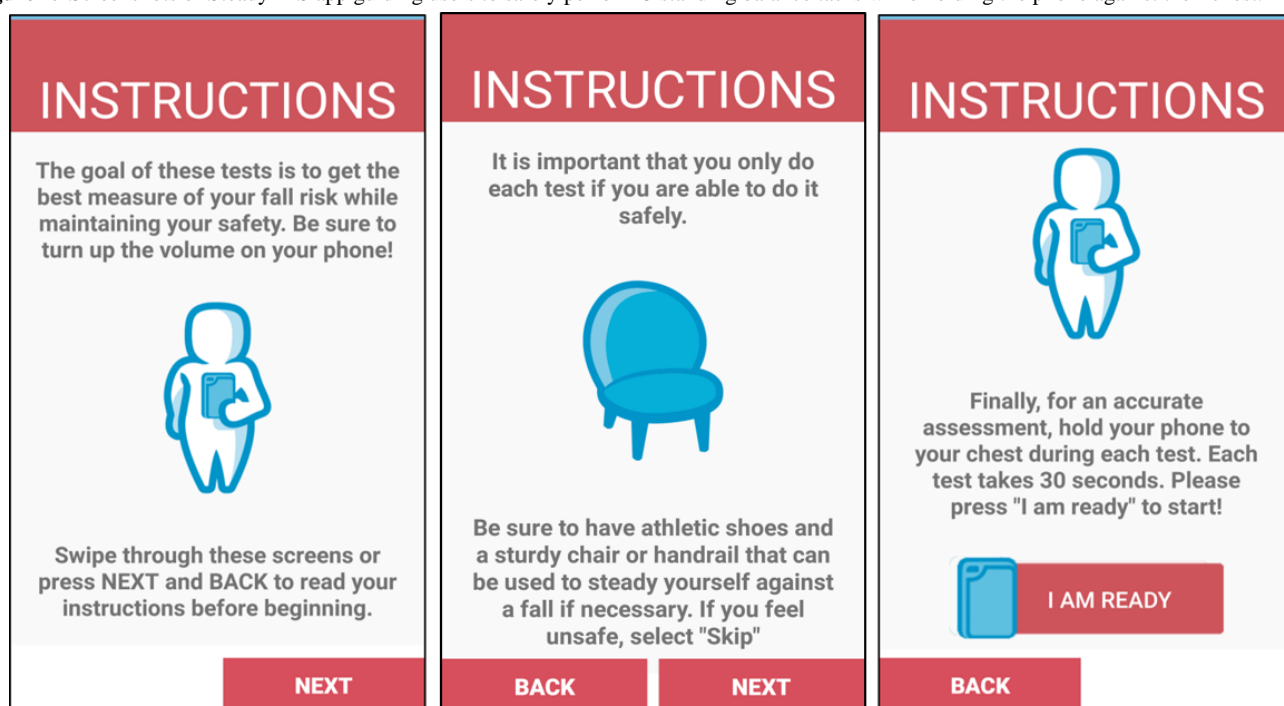 INSTRUCTIONS
The goal of these tests is to get the
best measure of your fall risk while
maintaining your safety. Be sure to
turn up the volume on your phone!
Swipe through these screens or
press NEXT and BACK to read your
instructions before beginning.
NEXT
INSTRUCTIONS
It is important that you only do
each test if you are able to do it
safely.
Be sure to have athletic shoes and
a sturdy chair or handrail that can
be used to steady yourself against
a fall if necessary. If you feel
unsafe, select "Skip"
BACK
NEXT
INSTRUCTIONS
Finally, for an accurate
assessment, hold your phone to
your chest during each test. Each
test takes 30 seconds. Please
press "I am ready" to start!
I AM READY
BACK